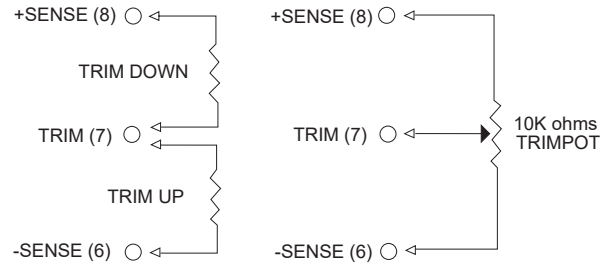 +SENSE (8)
TRIM DOWN
TRIM (7)
TRIM UP
-SENSE (6)
+SENSE (8)
TRIM (7)
10K ohms
TRIMPOT
-SENSE (6)